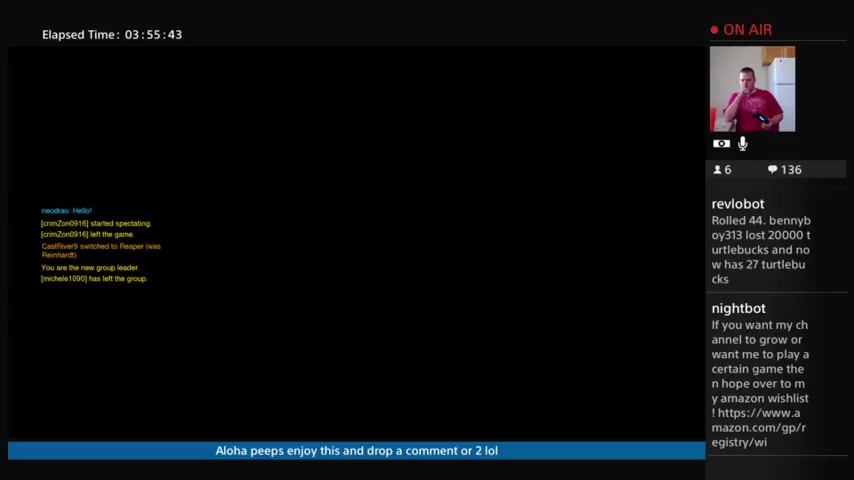 Elapsed Time: 03:55:43
ON AIR
6
136
neodrao: Hello!
[crimZon0916] started spectating.
[crimZon0916] left the game.
CastRiver9 switched to Reaper (was
Reinhardt)
You are the new group leader.
[michele1090] has left the group.
revlobot
Rolled 44. bennyb
oy313 lost 20000 t
urtlebucks and no
w has 27 turtlebu
cks
nightbot
If you want my ch
annel to grow or
want me to play a
certain game the
n hope over to m
y amazon wishlist
! https://www.a
mazon.com/gp/r
egistry/wi
Aloha peeps enjoy this and drop a comment or 2 lol